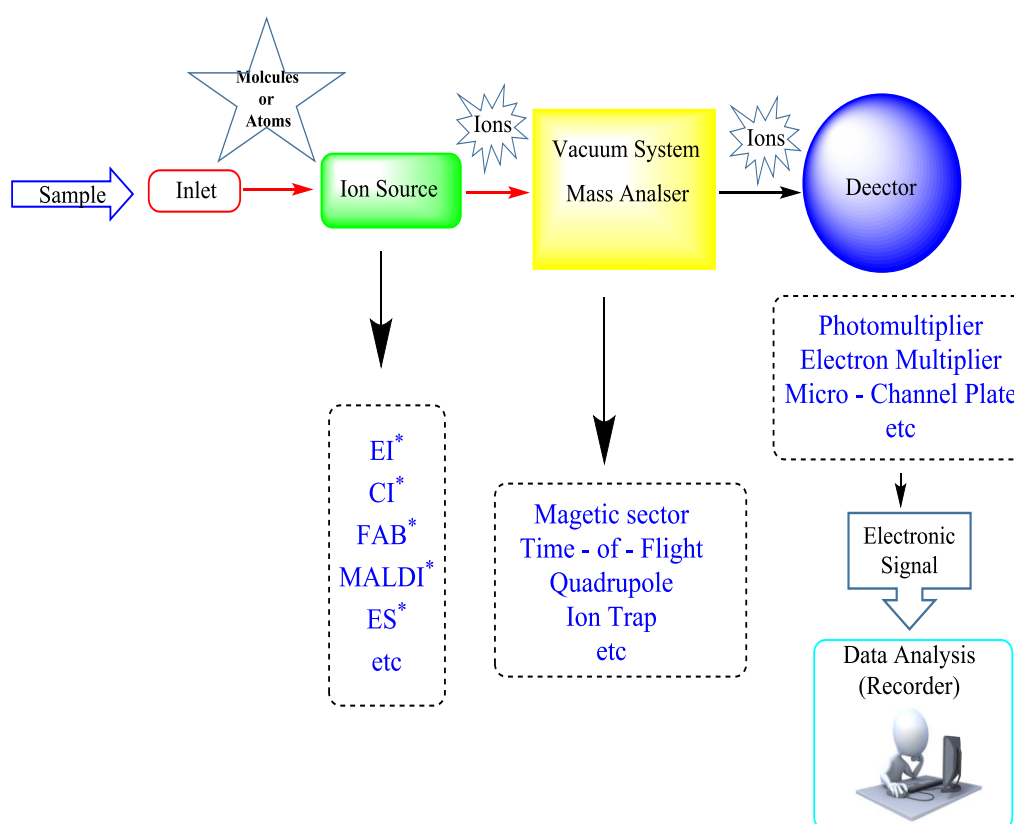 Molcules
or
Atoms
Sample
Inlet
Ion Source
Ions
Vacuum System
Mass Analser
Ions
Deector
EI*
CI*
FAB*
MALDI*
ES*
etc
Magetic sector
Time - of - Flight
Quadrupole
Ion Trap
etc
Photomultiplier
Electron Multiplier
Micro - Channel Plate
etc
Electronic
Signal
Data Analysis
(Recorder)